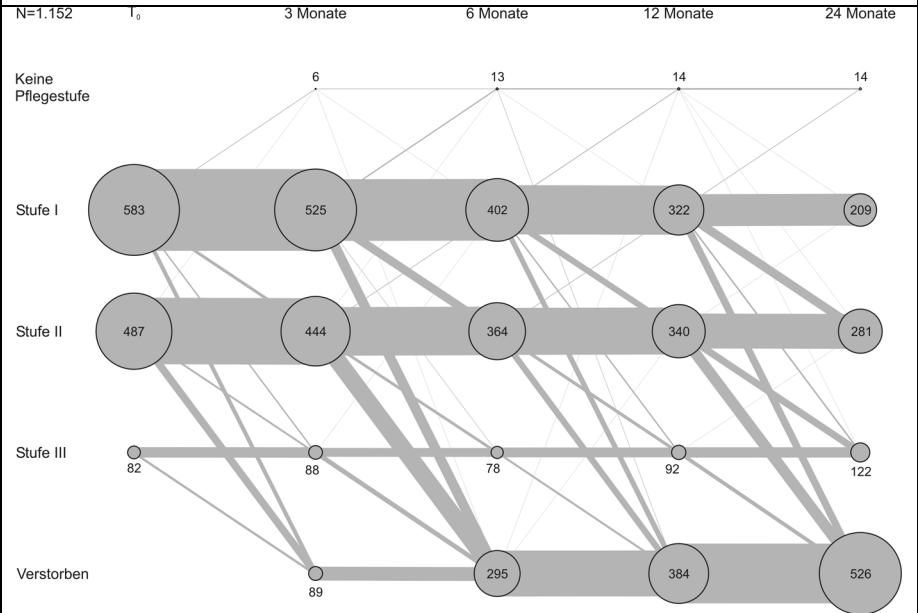 N=1.152 T₀ 3 Monate 6 Monate 12 Monate 24 Monate
Keine
Pflegestufe
6 13 14 14
Stufe I 583 525 402 322 209
Stufe II 487 444 364 340 281
Stufe III
82 88 78 92 122
Verstorben 295 384 526
89